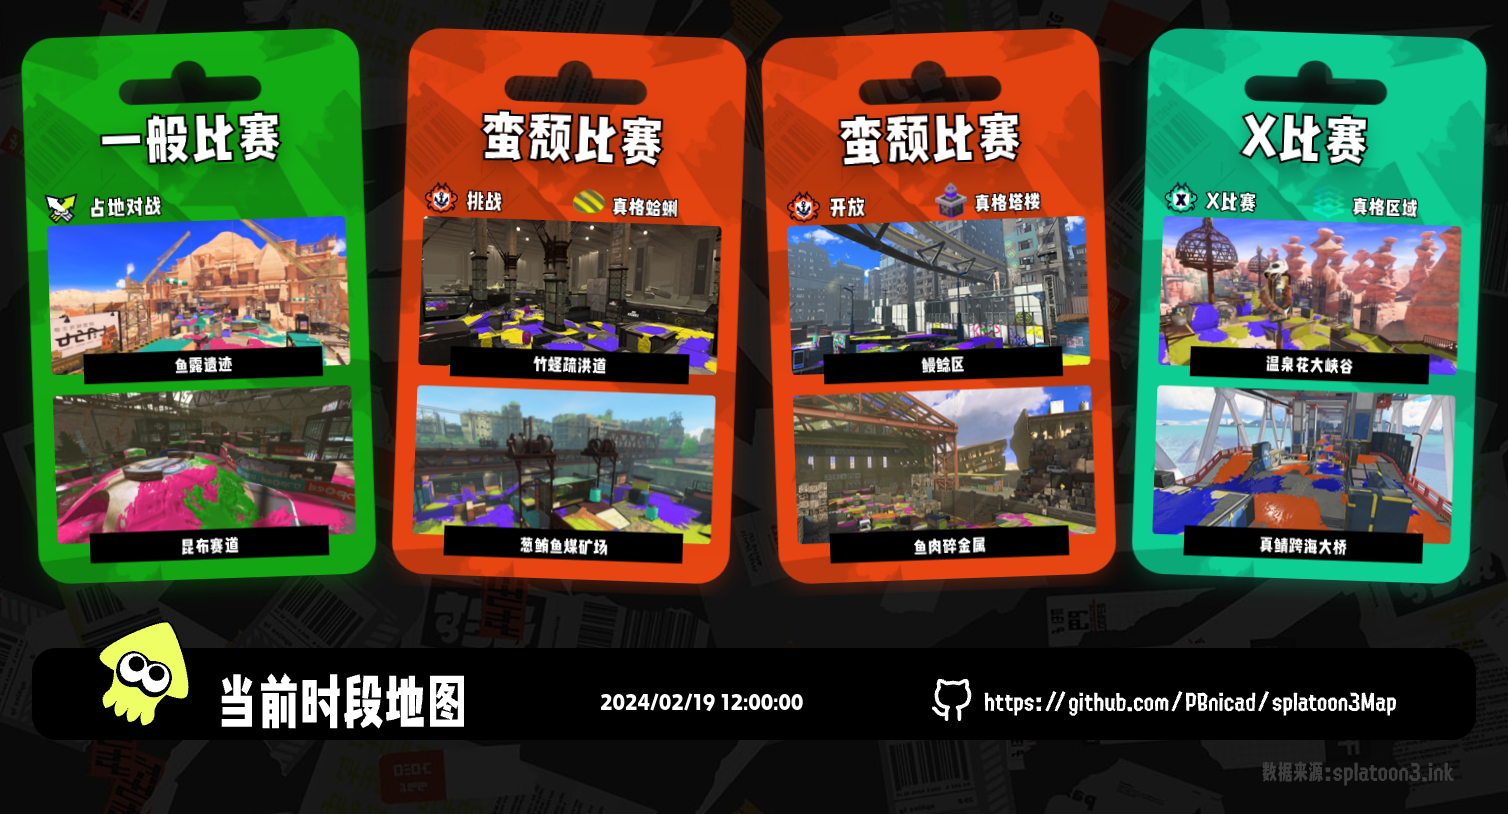 一般比赛
占地对战
鱼露遗迹
昆布赛道
蛮颓比赛
挑战
真格蛤蜊
竹蛏疏洪道
葱鲔鱼煤矿场
蛮颓比赛
开放
真格塔楼
鳗鲶区
鱼肉碎金属
X比赛
X比赛
真格区域
温泉花大峡谷
真鲭跨海大桥
当前时段地图
2024/02/19 12:00:00
https://github.com/PBnicad/splatoon3Map
数据来源:splatoon3.ink